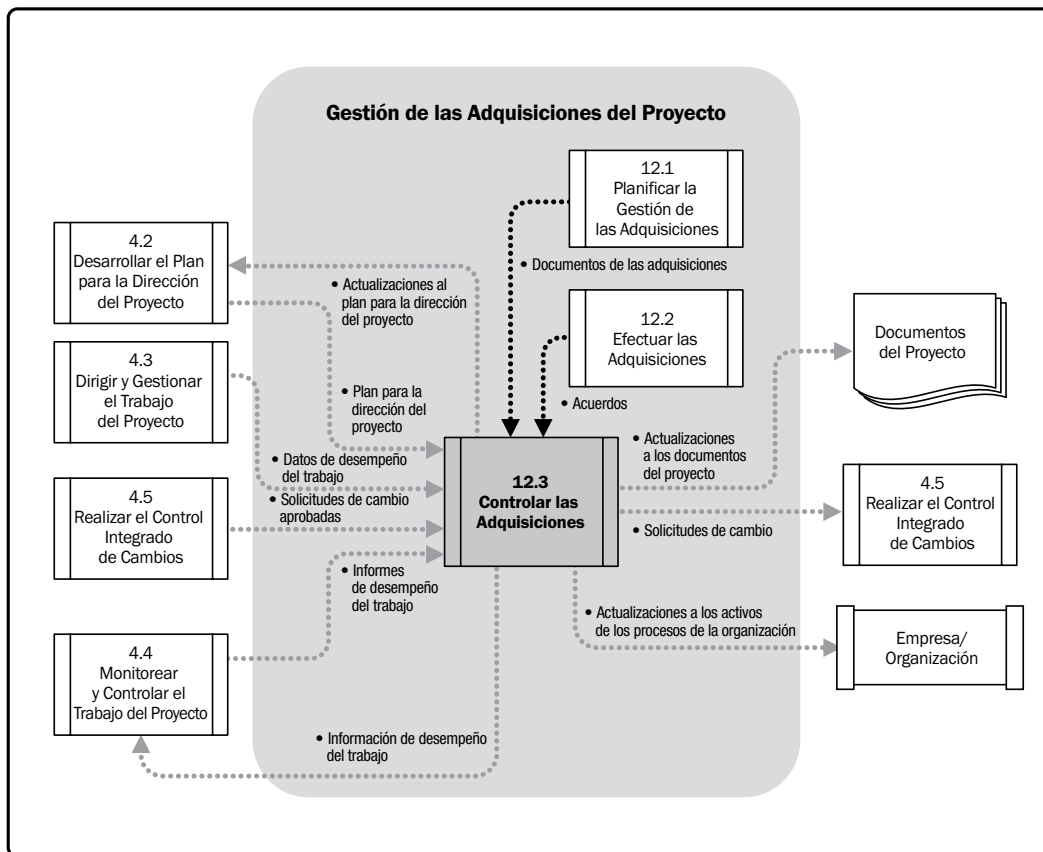 Gestión de las Adquisiciones del Proyecto
12.1
Planificar la
Gestión de
las Adquisiciones
• Documentos de las adquisiciones
12.2
Efectuar las
Adquisiciones
• Acuerdos
4.2
Desarrollar el Plan
para la Dirección
del Proyecto
• Actualizaciones al
plan para la dirección
del proyecto
4.3
Dirigir y Gestionar
el Trabajo
del Proyecto
• Plan para la
dirección del
proyecto
• Datos de desempeño
del trabajo
• Solicitudes de cambio
aprobadas
4.5
Realizar el Control
Integrado
de Cambios
• Informes
de desempeño
del trabajo
4.4
Monitorear
y Controlar el
Trabajo del Proyecto
• Información de desempeño
del trabajo
12.3
Controlar las
Adquisiciones
Documentos
del Proyecto
• Actualizaciones
a los documentos
del proyecto
• Solicitudes de cambio
4.5
Realizar el Control
Integrado
de Cambios
• Actualizaciones a los activos
de los procesos de la organización
Empresa/
Organización